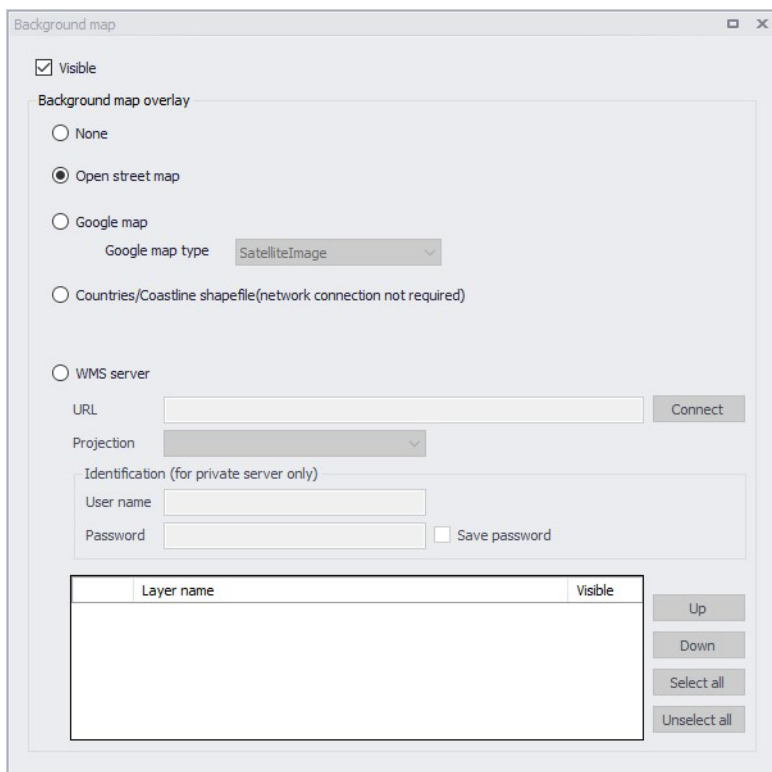 Background map
Visible
Background map overlay
None
Open street map
Google map
Google map type SatelliteImage
Countries/Coastline shapefile(network connection not required)
WMS server
URL Connect
Projection
Identification (for private server only)
User name
Password Save password
Layer name Visible
Up
Down
Select all
Unselect all